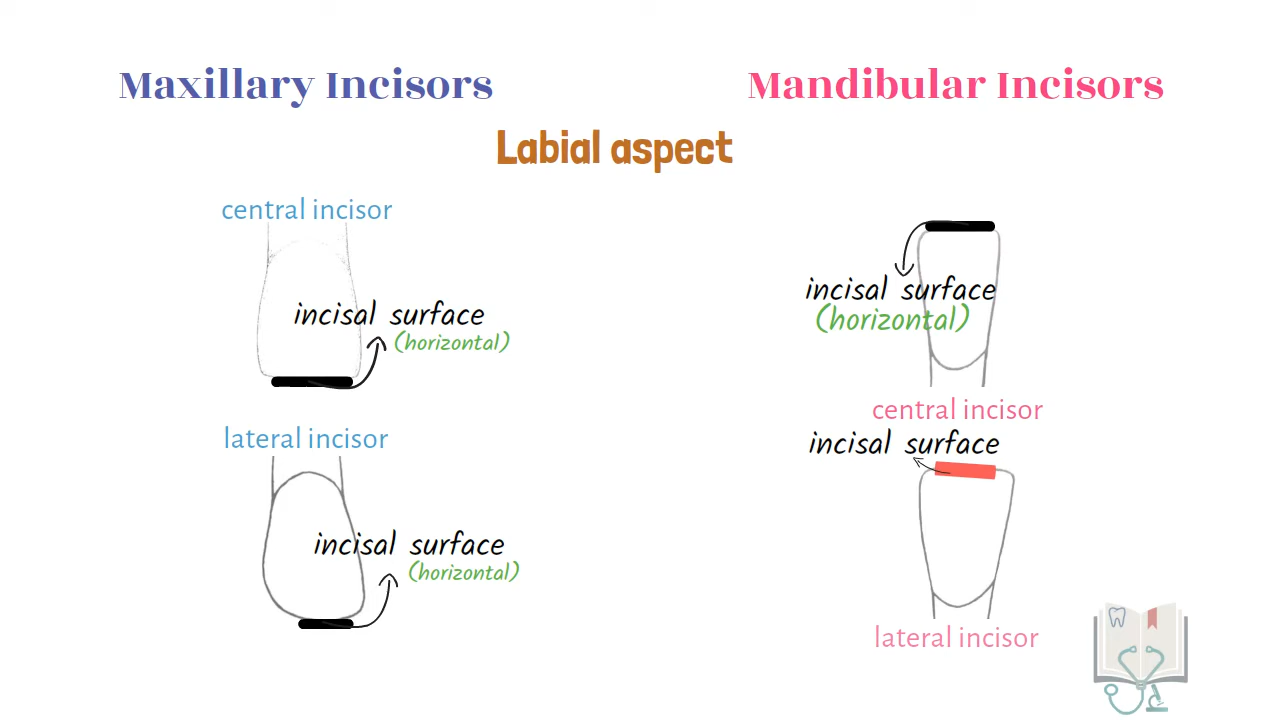 Maxillary Incisors
Mandibular Incisors
Labial aspect
central incisor
incisal surface
(horizontal)
lateral incisor
incisal surface
(horizontal)
incisal surface
(horizontal)
central incisor
incisal surface
lateral incisor